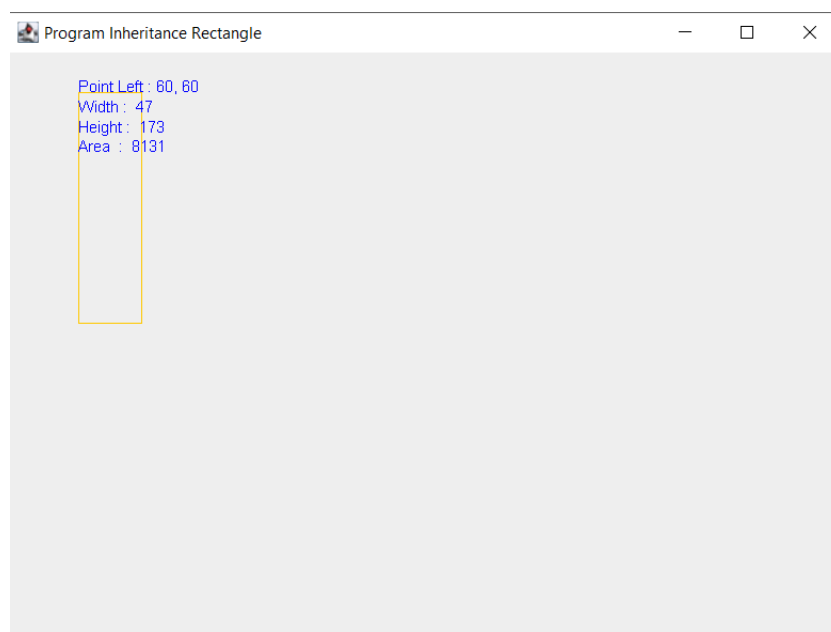 Program Inheritance Rectangle
Point Left : 60, 60
Width : 47
Height : 173
Area : 8131